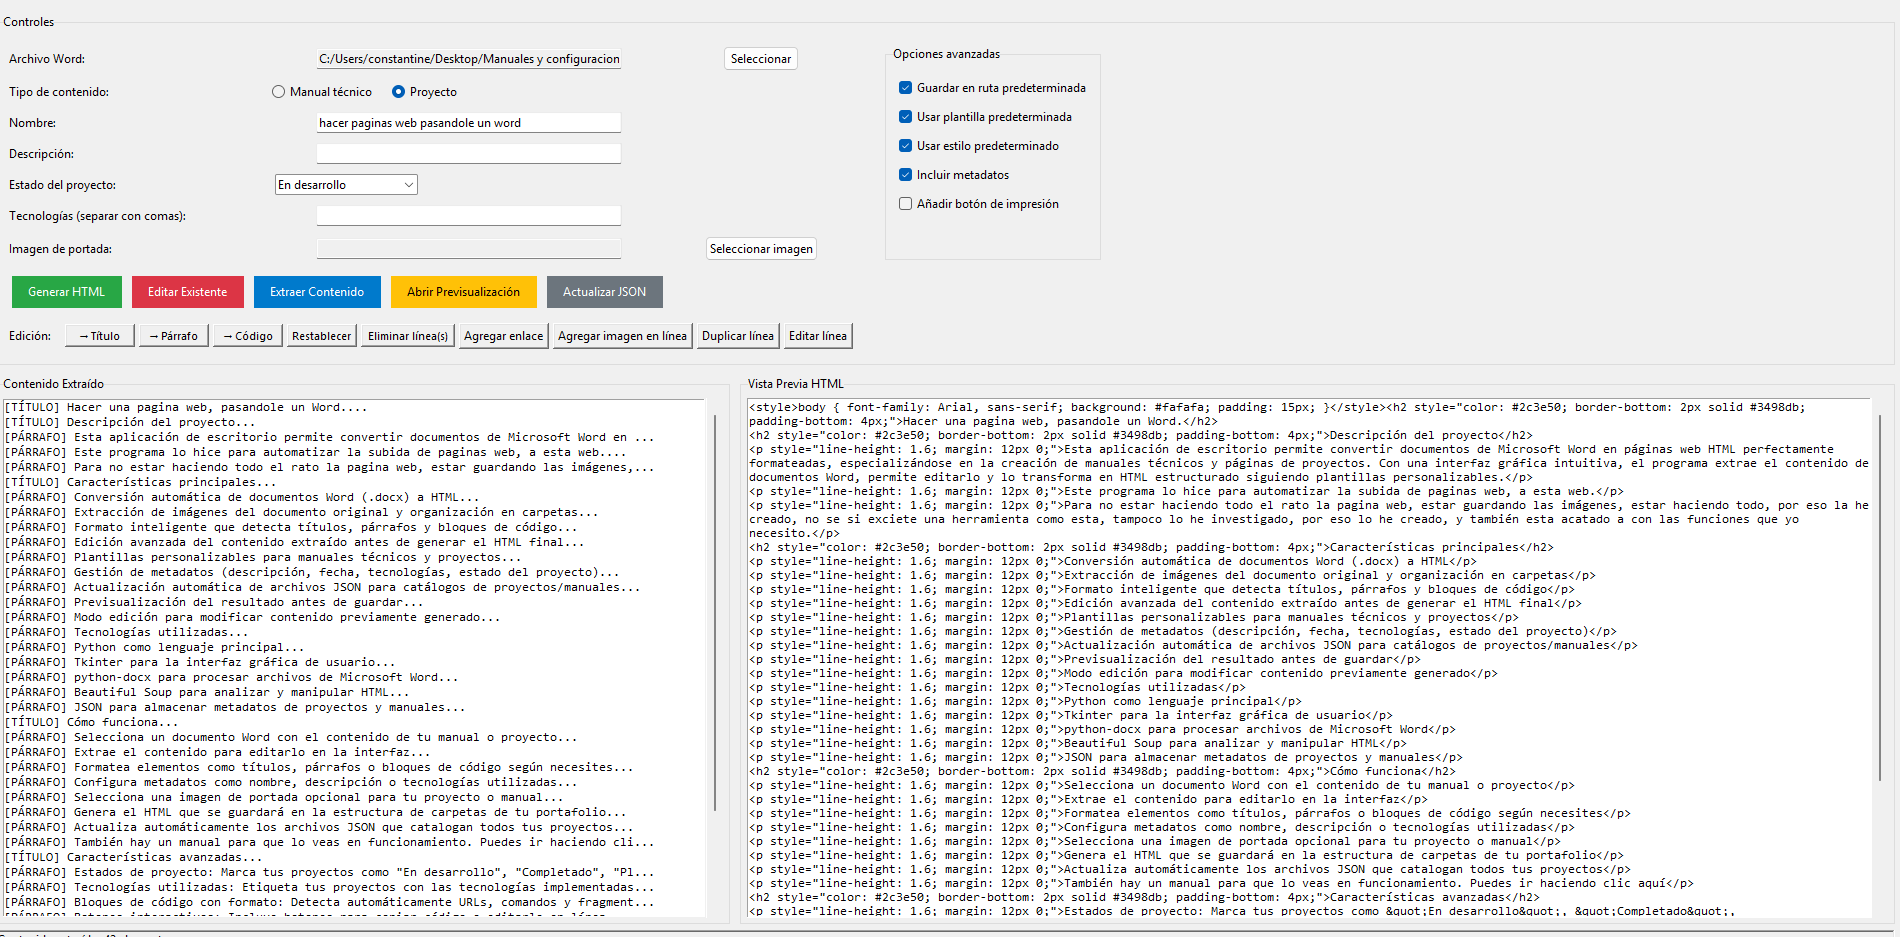 Controles
Archivo Word:
C:/Users/constantine/Desktop/Manuales y configuracion
Seleccionar
Tipo de contenido:
Manual técnico
Proyecto
Nombre:
hacer paginas web pasandole un word
Descripción:
Estado del proyecto:
En desarrollo
Tecnologías (separar con comas):
Imagen de portada:
Seleccionar imagen
Opciones avanzadas
Guardar en ruta predeterminada
Usar plantilla predeterminada
Usar estilo predeterminado
Incluir metadatos
Añadir botón de impresión
Generar HTML
Editar Existente
Extraer Contenido
Abrir Previsualización
Actualizar JSON
Edición:
→ Título
→ Párrafo
→ Código
Restablecer
Eliminar línea(s)
Agregar enlace
Agregar imagen en línea
Duplicar línea
Editar línea
Contenido Extraído
[TÍTULO] Hacer una pagina web, pasandole un Word....
[TÍTULO] Descripción del proyecto...
[PÁRRAFO] Esta aplicación de escritorio permite convertir documentos de Microsoft Word en ...
[PÁRRAFO] Este programa lo hice para automatizar la subida de paginas web, a esta web....
[PÁRRAFO] Para no estar haciendo todo el rato la pagina web, estar guardando las imágenes,...
[TÍTULO] Características principales...
[PÁRRAFO] Conversión automática de documentos Word (.docx) a HTML...
[PÁRRAFO] Extracción de imágenes del documento original y organización en carpetas...
[PÁRRAFO] Formato inteligente que detecta títulos, párrafos y bloques de código...
[PÁRRAFO] Edición avanzada del contenido extraído antes de generar el HTML final...
[PÁRRAFO] Plantillas personalizables para manuales técnicos y proyectos...
[PÁRRAFO] Gestión de metadatos (descripción, fecha, tecnologías, estado del proyecto)...
[PÁRRAFO] Actualización automática de archivos JSON para catálogos de proyectos/manuales...
[PÁRRAFO] Previsualización del resultado antes de guardar...
[PÁRRAFO] Modo edición para modificar contenido previamente generado...
[PÁRRAFO] Tecnologías utilizadas...
[PÁRRAFO] Python como lenguaje principal...
[PÁRRAFO] Tkinter para la interfaz gráfica de usuario...
[PÁRRAFO] python-docx para procesar archivos de Microsoft Word...
[PÁRRAFO] Beautiful Soup para analizar y manipular HTML...
[PÁRRAFO] JSON para almacenar metadatos de proyectos y manuales...
[TÍTULO] Cómo funciona...
[PÁRRAFO] Selecciona un documento Word con el contenido de tu manual o proyecto...
[PÁRRAFO] Extrae el contenido para editarlo en la interfaz...
[PÁRRAFO] Formatea elementos como títulos, párrafos o bloques de código según necesites...
[PÁRRAFO] Configura metadatos como nombre, descripción o tecnologías utilizadas...
[PÁRRAFO] Selecciona una imagen de portada opcional para tu proyecto o manual...
[PÁRRAFO] Genera el HTML que se guardará en la estructura de carpetas de tu portafolio...
[PÁRRAFO] Actualiza automáticamente los archivos JSON que catalogan todos tus proyectos...
[PÁRRAFO] También hay un manual para que lo veas en funcionamiento. Puedes ir haciendo cli...
[TÍTULO] Características avanzadas...
[PÁRRAFO] Estados de proyecto: Marca tus proyectos como "En desarrollo", "Completado", "Pl...
[PÁRRAFO] Tecnologías utilizadas: Etiqueta tus proyectos con las tecnologías implementadas...
[PÁRRAFO] Bloques de código con formato: Detecta automáticamente URLs, comandos y fragment...
Vista Previa HTML
<style>body { font-family: Arial, sans-serif; background: #fafafa; padding: 15px; }</style><h2 style="color: #2c3e50; border-bottom: 2px solid #3498db;
padding-bottom: 4px;">Hacer una pagina web, pasandole un Word.</h2>
<h2 style="color: #2c3e50; border-bottom: 2px solid #3498db; padding-bottom: 4px;">Descripción del proyecto</h2>
<p style="line-height: 1.6; margin: 12px 0;">Esta aplicación de escritorio permite convertir documentos de Microsoft Word en páginas web HTML perfectamente
formateadas, especializándose en la creación de manuales técnicos y páginas de proyectos. Con una interfaz gráfica intuitiva, el programa extrae el contenido de
documentos Word, permite editarlo y lo transforma en HTML estructurado siguiendo plantillas personalizables.</p>
<p style="line-height: 1.6; margin: 12px 0;">Este programa lo hice para automatizar la subida de paginas web, a esta web.</p>
<p style="line-height: 1.6; margin: 12px 0;">Para no estar haciendo todo el rato la pagina web, estar guardando las imágenes, estar haciendo todo, por eso la he
creado, no se si exciete una herramienta como esta, tampoco lo he investigado, por eso lo he creado, y también esta acatado a con las funciones que yo
necesito.</p>
<h2 style="color: #2c3e50; border-bottom: 2px solid #3498db; padding-bottom: 4px;">Características principales</h2>
<p style="line-height: 1.6; margin: 12px 0;">Conversión automática de documentos Word (.docx) a HTML</p>
<p style="line-height: 1.6; margin: 12px 0;">Extracción de imágenes del documento original y organización en carpetas</p>
<p style="line-height: 1.6; margin: 12px 0;">Formato inteligente que detecta títulos, párrafos y bloques de código</p>
<p style="line-height: 1.6; margin: 12px 0;">Edición avanzada del contenido extraído antes de generar el HTML final</p>
<p style="line-height: 1.6; margin: 12px 0;">Plantillas personalizables para manuales técnicos y proyectos</p>
<p style="line-height: 1.6; margin: 12px 0;">Gestión de metadatos (descripción, fecha, tecnologías, estado del proyecto)</p>
<p style="line-height: 1.6; margin: 12px 0;">Actualización automática de archivos JSON para catálogos de proyectos/manuales</p>
<p style="line-height: 1.6; margin: 12px 0;">Previsualización del resultado antes de guardar</p>
<p style="line-height: 1.6; margin: 12px 0;">Modo edición para modificar contenido previamente generado</p>
<p style="line-height: 1.6; margin: 12px 0;">Tecnologías utilizadas</p>
<p style="line-height: 1.6; margin: 12px 0;">Python como lenguaje principal</p>
<p style="line-height: 1.6; margin: 12px 0;">Tkinter para la interfaz gráfica de usuario</p>
<p style="line-height: 1.6; margin: 12px 0;">python-docx para procesar archivos de Microsoft Word</p>
<p style="line-height: 1.6; margin: 12px 0;">Beautiful Soup para analizar y manipular HTML</p>
<p style="line-height: 1.6; margin: 12px 0;">JSON para almacenar metadatos de proyectos y manuales</p>
<h2 style="color: #2c3e50; border-bottom: 2px solid #3498db; padding-bottom: 4px;">Cómo funciona</h2>
<p style="line-height: 1.6; margin: 12px 0;">Selecciona un documento Word con el contenido de tu manual o proyecto</p>
<p style="line-height: 1.6; margin: 12px 0;">Extrae el contenido para editarlo en la interfaz</p>
<p style="line-height: 1.6; margin: 12px 0;">Formatea elementos como títulos, párrafos o bloques de código según necesites</p>
<p style="line-height: 1.6; margin: 12px 0;">Configura metadatos como nombre, descripción o tecnologías utilizadas</p>
<p style="line-height: 1.6; margin: 12px 0;">Selecciona una imagen de portada opcional para tu proyecto o manual</p>
<p style="line-height: 1.6; margin: 12px 0;">Genera el HTML que se guardará en la estructura de carpetas de tu portafolio</p>
<p style="line-height: 1.6; margin: 12px 0;">Actualiza automáticamente los archivos JSON que catalogan todos tus proyectos</p>
<p style="line-height: 1.6; margin: 12px 0;">También hay un manual para que lo veas en funcionamiento. Puedes ir haciendo clic aquí</p>
<h2 style="color: #2c3e50; border-bottom: 2px solid #3498db; padding-bottom: 4px;">Características avanzadas</h2>
<p style="line-height: 1.6; margin: 12px 0;">Estados de proyecto: Marca tus proyectos como &quot;En desarrollo&quot;, &quot;Completado&quot;,